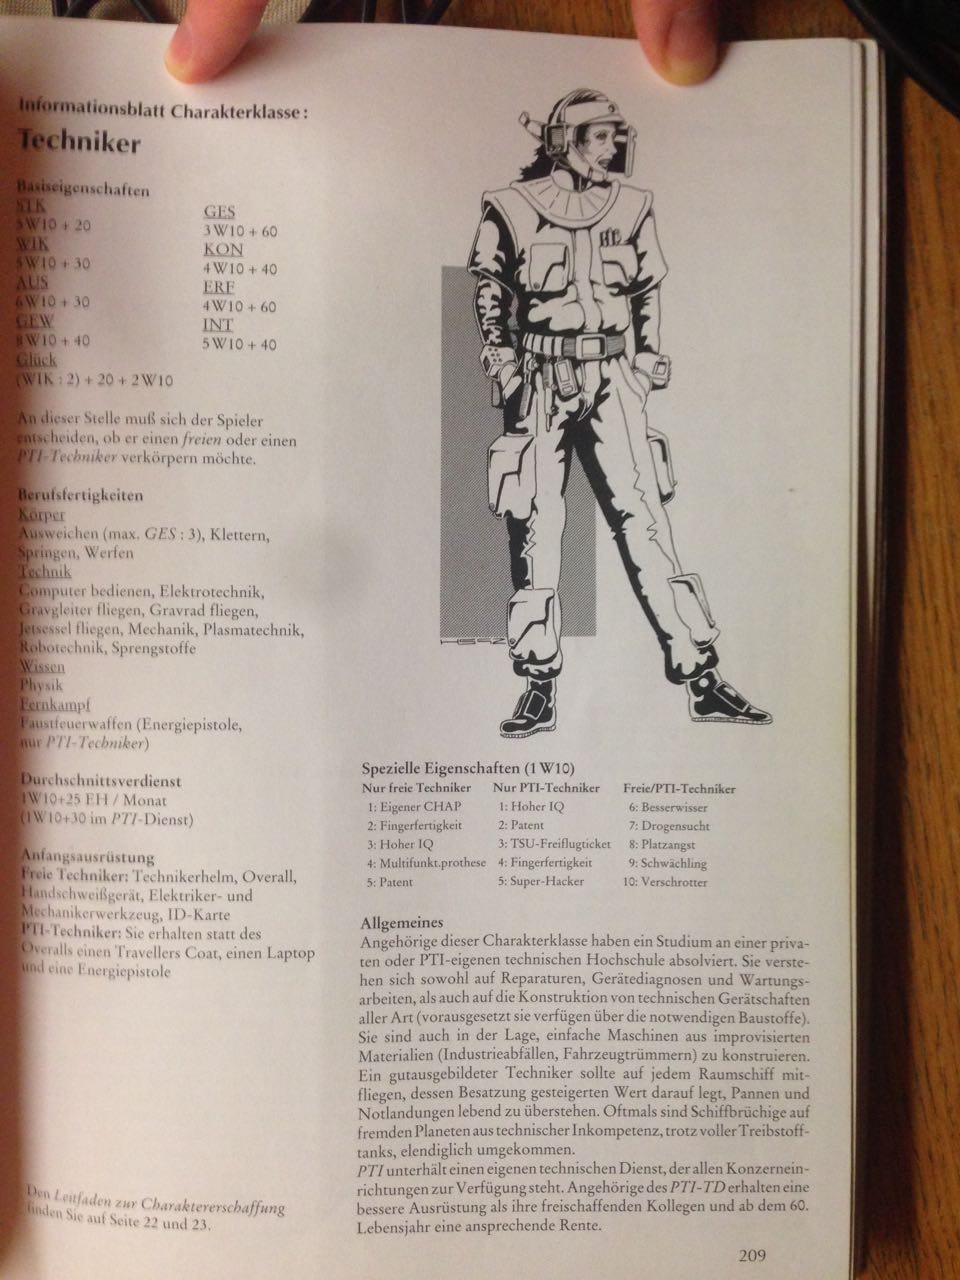 Informationsblatt Charakterklasse:
Techniker
Basiseigenschaften
STK
5W10 + 20
WIK
5W10 + 30
AUS
6W10 + 30
GEW
8W10 + 40
Glück
(WIK : 2) + 20 + 2W10
GES
3W10 + 60
KON
4W10 + 40
ERF
4W10 + 60
INT
5W10 + 40
An dieser Stelle muß sich der Spieler
entscheiden, ob er einen freien oder einen
PTI-Techniker verkörpern möchte.
Berufsfertigkeiten
Körper
Ausweichen (max. GES : 3), Klettern,
Springen, Werfen
Technik
Computer bedienen, Elektrotechnik,
Gravgleiter fliegen, Gravrad fliegen,
Jetsessel fliegen, Mechanik, Plasmatechnik,
Robotechnik, Sprengstoffe
Wissen
Physik
Fernkampf
Faustfeuerwaffen (Energiepistole,
nur PTI-Techniker)
Durchschnittsverdienst
1W10+25 EH / Monat
(1W10+30 im PTI-Dienst)
Anfangsausrüstung
Freie Techniker: Technikerhelm, Overall,
Handschweißgerät, Elektriker- und
Mechanikerwerkzeug, ID-Karte
PTI-Techniker: Sie erhalten statt des
Overalls einen Travellers Coat, einen Laptop
und eine Energiepistole
Den Leitfaden zur Charaktererschaffung
finden Sie auf Seite 22 und 23.
Spezielle Eigenschaften (1 W10)
Nur freie Techniker
1: Eigener CHAP
2: Fingerfertigkeit
3: Hoher IQ
4: Multifunkt.prothese
5: Patent
Nur PTI-Techniker
1: Hoher IQ
2: Patent
3: TSU-Freiflugticket
4: Fingerfertigkeit
5: Super-Hacker
Freie/PTI-Techniker
6: Besserwisser
7: Drogensucht
8: Platzangst
9: Schwächling
10: Verschrotter
Allgemeines
Angehörige dieser Charakterklasse haben ein Studium an einer priva-
ten oder PTI-eigenen technischen Hochschule absolviert. Sie verste-
hen sich sowohl auf Reparaturen, Gerätediagnosen und Wartungs-
arbeiten, als auch auf die Konstruktion von technischen Gerätschaften
aller Art (vorausgesetzt sie verfügen über die notwendigen Baustoffe).
Sie sind auch in der Lage, einfache Maschinen aus improvisierten
Materialien (Industrieabfällen, Fahrzeugtrümmern) zu konstruieren.
Ein gutausgebildeter Techniker sollte auf jedem Raumschiff mit-
fliegen, dessen Besatzung gesteigerten Wert darauf legt, Pannen und
Notlandungen lebend zu überstehen. Oftmals sind Schiffbrüchige auf
fremden Planeten aus technischer Inkompetenz, trotz voller Treibstoff-
tanks, elendiglich umgekommen.
PTI unterhält einen eigenen technischen Dienst, der allen Konzernein-
richtungen zur Verfügung steht. Angehörige des PTI-TD erhalten eine
bessere Ausrüstung als ihre freischaffenden Kollegen und ab dem 60.
Lebensjahr eine ansprechende Rente.
209